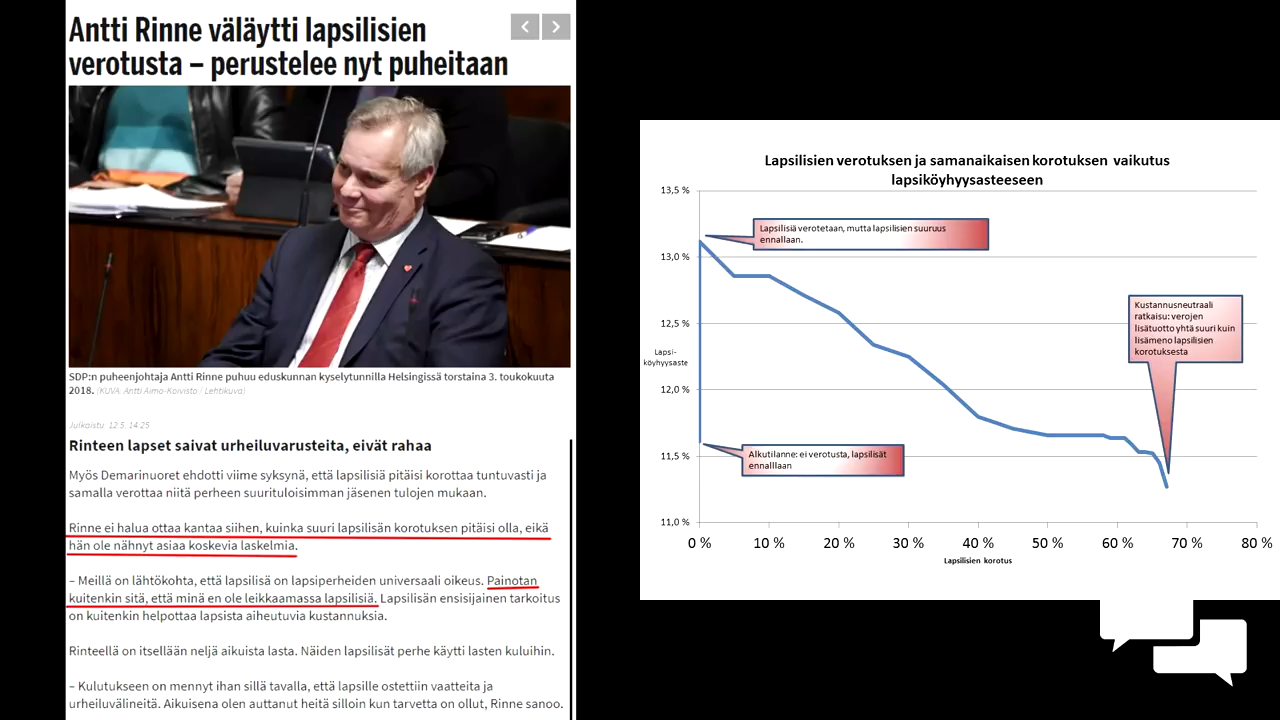 Antti Rinne väläytti lapsilisien
verotusta – perustelee nyt puheitaan
SDP:n puheenjohtaja Antti Rinne puhuu eduskunnan kyselytunnilla Helsingissä torstaina 3. toukokuuta
2018. (KUVA: Antti Aimo-Koivisto / Lehtikuva)
Julkaistu: 12.5. 14:25
Rinteen lapset saivat urheiluvarusteita, eivät rahaa
Myös Demarinuoret ehdotti viime syksynä, että lapsilisiä pitäisi korottaa tuntuvasti ja
samalla verottaa niitä perheen suurituloisimman jäsenen tulojen mukaan.
Rinne ei halua ottaa kantaa siihen, kuinka suuri lapsilisän korotuksen pitäisi olla, eikä
hän ole nähnyt asiaa koskevia laskelmia.
– Meillä on lähtökohta, että lapsilisä on lapsiperheiden universaali oikeus. Painotan
kuitenkin sitä, että minä en ole leikkaamassa lapsilisiä. Lapsilisän ensisijainen tarkoitus
on kuitenkin helpottaa lapsista aiheutuvia kustannuksia.
Rinteellä on itsellään neljä aikuista lasta. Näiden lapsilisät perhe käytti lasten kuluihin.
– Kulutukseen on mennyt ihan sillä tavalla, että lapsille ostettiin vaatteita ja
urheiluvälineitä. Aikuisena olen auttanut heitä silloin kun tarvetta on ollut, Rinne sanoo.
Lapsilisien verotuksen ja samanaikaisen korotuksen vaikutus
lapsiköyhyysasteeseen
13,5 %
13,0 %
12,5 %
12,0 %
11,5 %
11,0 %
Lapsi-
köyhyysaste
Lapsilisiä verotetaan, mutta lapsilisien suuruus
ennallaan.
Kustannusneutraali
ratkaisu: verojen
lisätuotto yhtä suuri kuin
lisämeno lapsilisien
korotuksesta
Alkutilanne: ei verotusta, lapsilisät
ennalllaan
0 % 10 % 20 % 30 % 40 % 50 % 60 % 70 % 80 %
Lapsilisien korotus